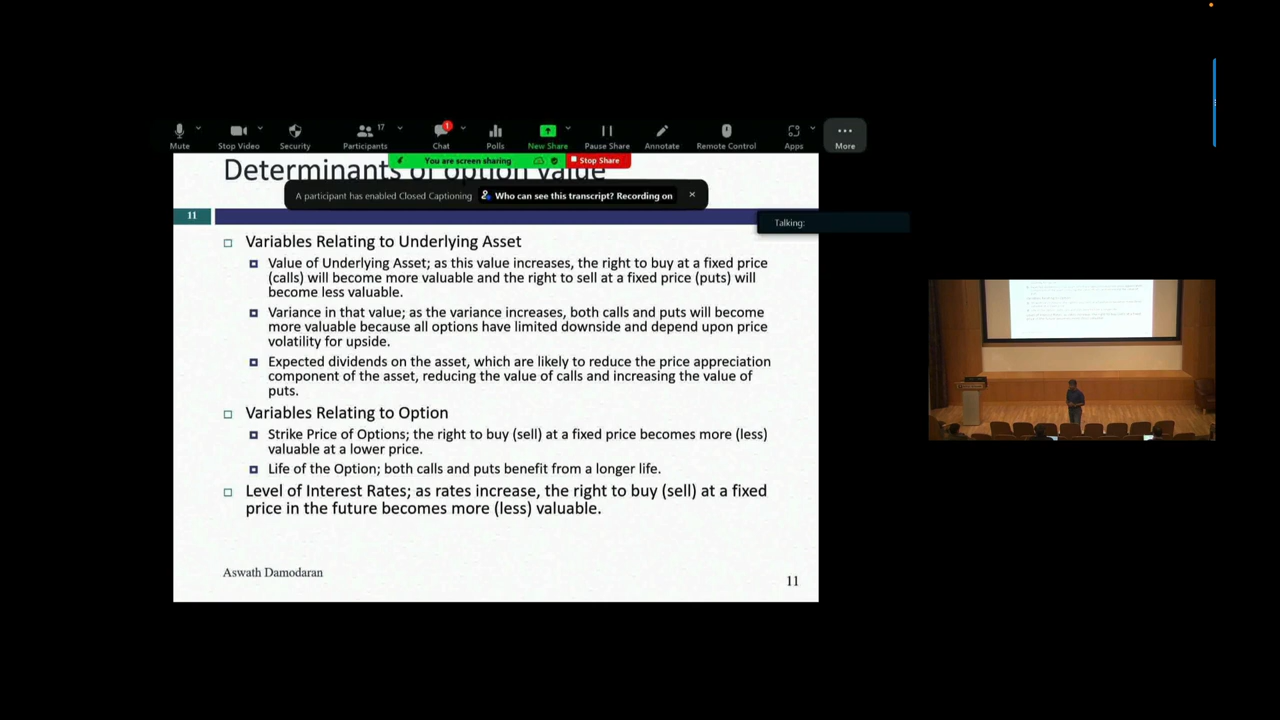 17
1
Mute
Stop Video
Security
Participants
Chat
Polls
New Share
Pause Share
Annotate
Remote Control
Apps
More
You are screen sharing
Stop Share
Determinants of option value
A participant has enabled Closed Captioning
Who can see this transcript? Recording on
Talking:
11
Variables Relating to Underlying Asset
Value of Underlying Asset; as this value increases, the right to buy at a fixed price
(calls) will become more valuable and the right to sell at a fixed price (puts) will
become less valuable.
Variance in that value; as the variance increases, both calls and puts will become
more valuable because all options have limited downside and depend upon price
volatility for upside.
Expected dividends on the asset, which are likely to reduce the price appreciation
component of the asset, reducing the value of calls and increasing the value of
puts.
Variables Relating to Option
Strike Price of Options; the right to buy (sell) at a fixed price becomes more (less)
valuable at a lower price.
Life of the Option; both calls and puts benefit from a longer life.
Level of Interest Rates; as rates increase, the right to buy (sell) at a fixed
price in the future becomes more (less) valuable.
Aswath Damodaran
11